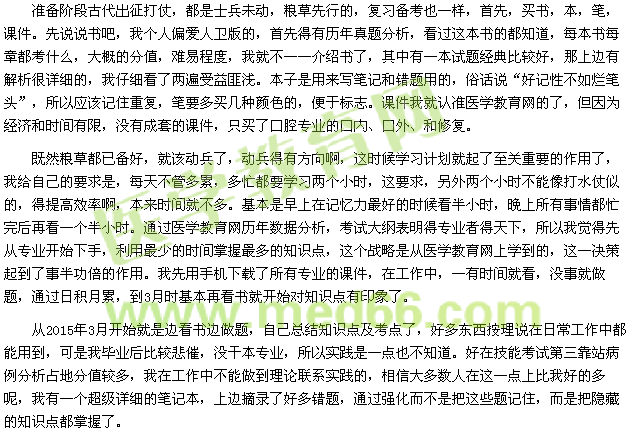 准备阶段古代出征打仗，都是士兵未动，粮草先行的，复习备考也一样，首先，买书，本，笔，
课件。先说说书吧，我个人偏爱人卫版的，首先得有历年真题分析，看过这本书的都知道，每本书每
章都考什么，大概的分值，难易程度，我就不一一介绍书了，其中有一本试题经典比较好，那上边有
解析很详细的，我仔细看了两遍受益匪浅。本子是用来写笔记和错题用的，俗话说“好记性不如烂笔
头”，所以应该记住重复，笔要多买几种颜色的，便于标志。课件我就认准医学教育网的了，但因为
经济和时间有限，没有成套的课件，只买了口腔专业的口内、口外、和修复。
既然粮草都已备好，就该动兵了，动兵得有方向啊，这时候学习计划就起了至关重要的作用了，
我给自己的要求是，每天不管多累，多忙都要学习两个小时，这要求，另外两个小时不能像打水仗似
的，得提高效率啊，本来时间就不多。基本是早上在记忆力最好的时候看半小时，晚上所有事情都忙
完后再看一个半小时。通过医学教育网历年数据分析，考试大纲表明得专业者得天下，所以我觉得先
从专业开始下手，利用最少的时间掌握最多的知识点，这个战略是从医学教育网上学到的，这一决策
起到了事半功倍的作用。我先用手机下载了所有专业的课件，在工作中，一有时间就看，没事就做
题，通过日积月累，到3月时基本再看书就开始对知识点有印象了。
从2015年3月开始就是边看书边做题，自己总结知识点及考点了，好多东西按理说在日常工作中都
能用到，可是我毕业后比较悲催，没干本专业，所以实践是一点也不知道。好在技能考试第三靠站病
例分析占地分值较多，我在工作中不能做到理论联系实践的，相信大多数人在这一点上比我好的多
呢，我有一个超级详细的笔记本，上边摘录了好多错题，通过强化而不是把这些题记住，而是把隐藏
的知识点都掌握了。
医学教育网
www.med66.com